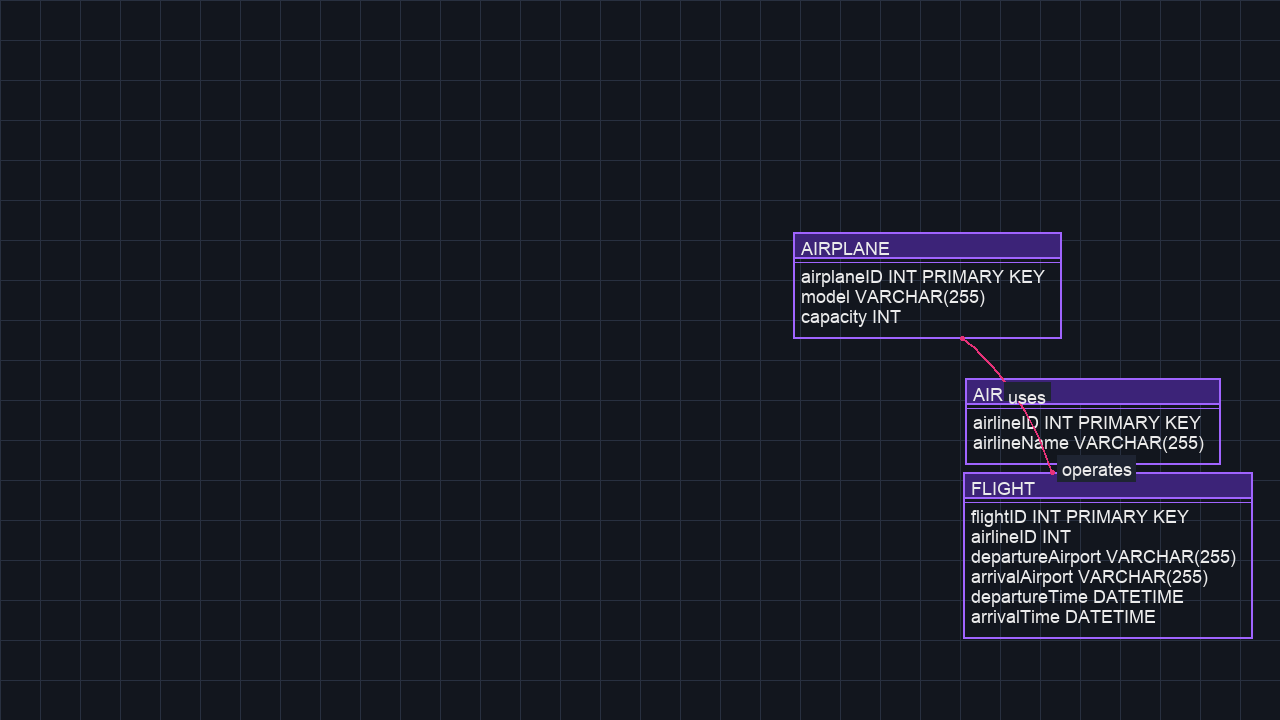 AIRPLANE
airplaneID INT PRIMARY KEY
model VARCHAR(255)
capacity INT
AIR
uses
airlineID INT PRIMARY KEY
airlineName VARCHAR(255)
operates
FLIGHT
flightID INT PRIMARY KEY
airlineID INT
departureAirport VARCHAR(255)
arrivalAirport VARCHAR(255)
departureTime DATETIME
arrivalTime DATETIME